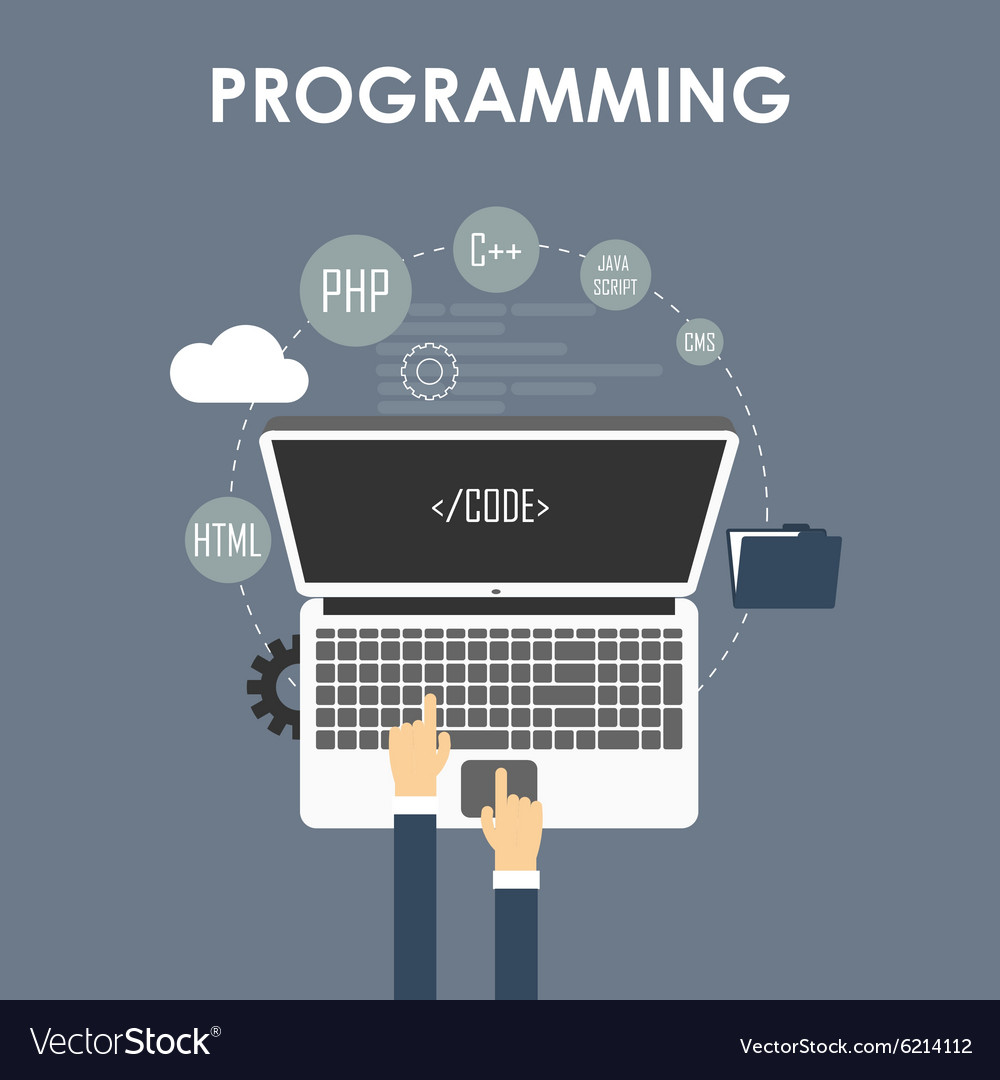 PROGRAMMING
C++
PHP
JAVA
SCRIPT
CMS
</CODE>
HTML
VectorStock®
VectorStock.com/6214112